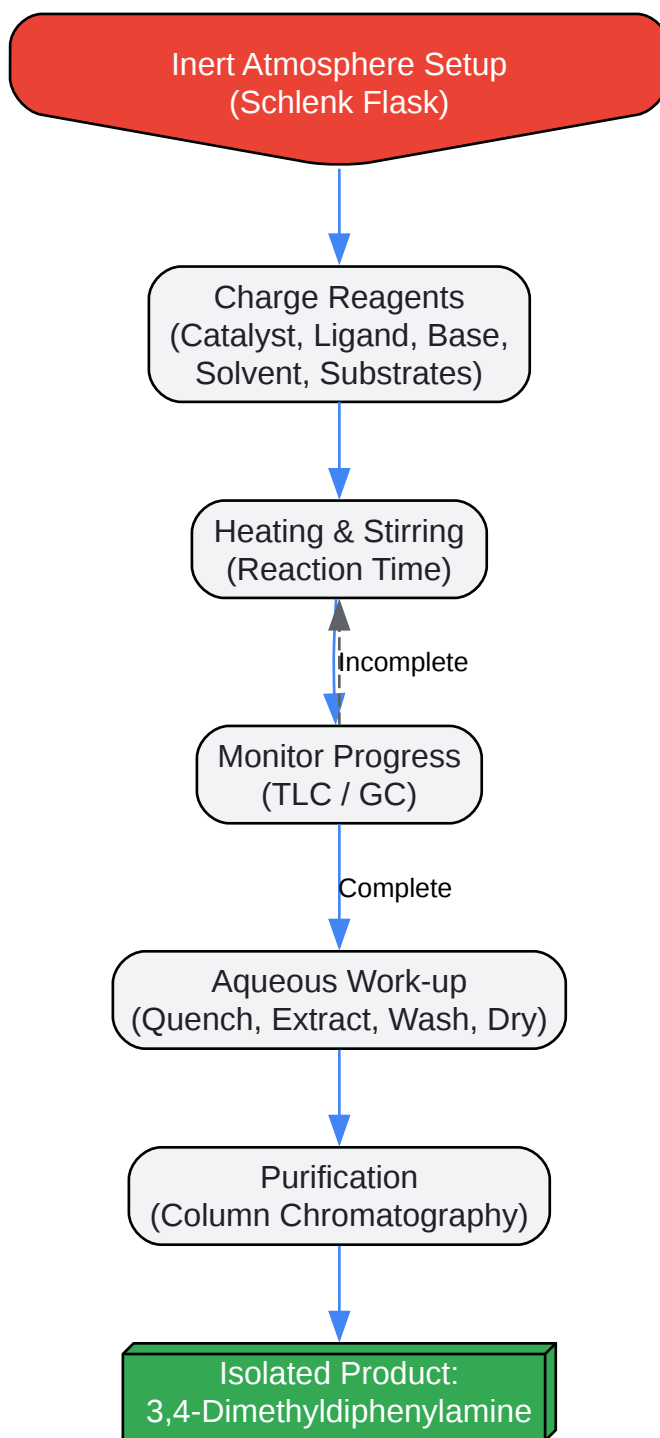 Inert Atmosphere Setup
(Schlenk Flask)
Charge Reagents
(Catalyst, Ligand, Base,
Solvent, Substrates)
Heating & Stirring
(Reaction Time)
Incomplete
Monitor Progress
(TLC / GC)
Complete
Aqueous Work-up
(Quench, Extract, Wash, Dry)
Purification
(Column Chromatography)
Isolated Product:
3,4-Dimethyldiphenylamine